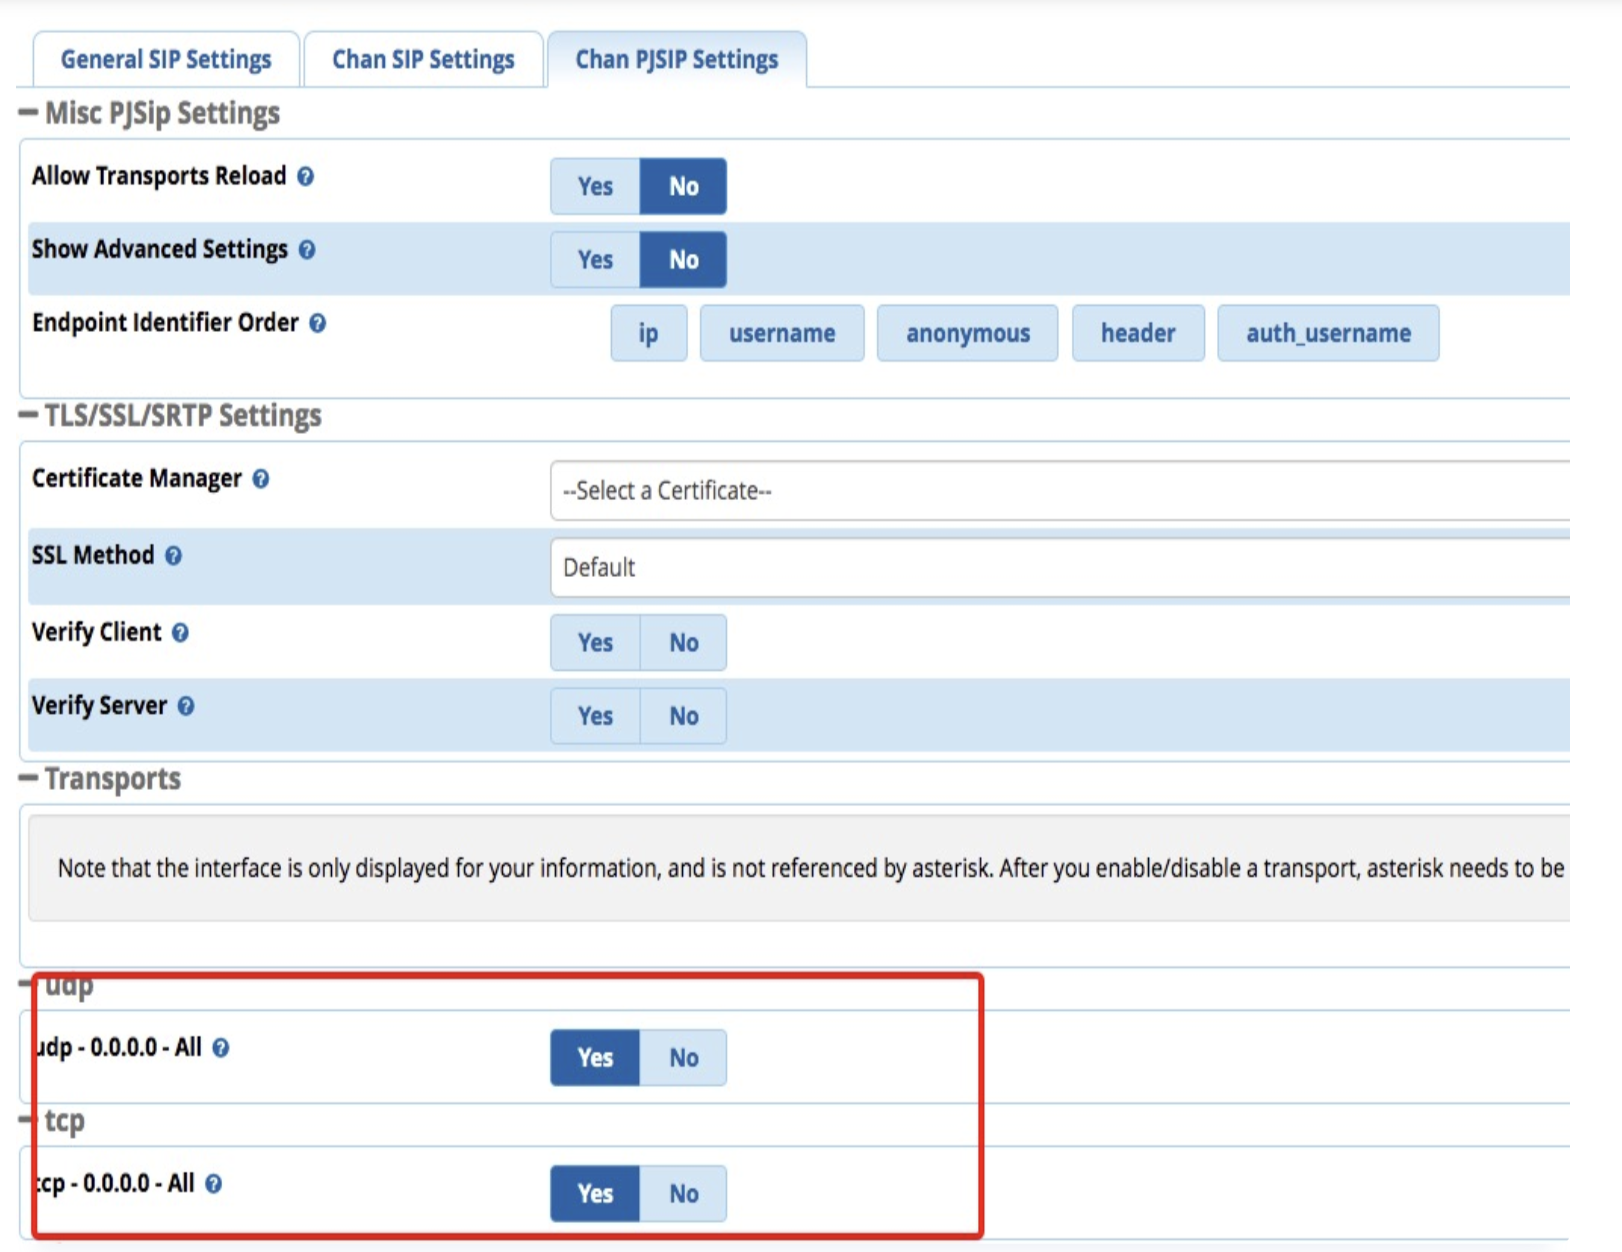 General SIP Settings Chan SIP Settings Chan PJSIP Settings
Misc PJSip Settings
Allow Transports Reload Yes No
Show Advanced Settings Yes No
Endpoint Identifier Order ip username anonymous header auth_username
TLS/SSL/SRTP Settings
Certificate Manager --Select a Certificate--
SSL Method Default
Verify Client Yes No
Verify Server Yes No
Transports
Note that the interface is only displayed for your information, and is not referenced by asterisk. After you enable/disable a transport, asterisk needs to be
udp
udp - 0.0.0.0 - All Yes No
tcp
tcp - 0.0.0.0 - All Yes No